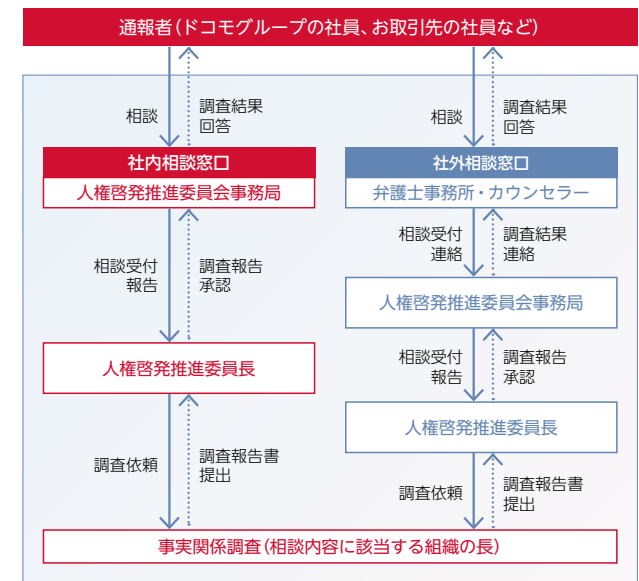 通報者（ドコモグループの社員、お取引先の社員など）
相談
調査結果
回答
相談
調査結果
回答
社内相談窓口
人権啓発推進委員会事務局
社外相談窓口
弁護士事務所・カウンセラー
相談受付
報告
調査報告
承認
相談受付
連絡
調査結果
連絡
人権啓発推進委員会事務局
人権啓発推進委員長
相談受付
報告
調査報告
承認
人権啓発推進委員長
調査依頼
調査報告書
提出
調査依頼
調査報告書
提出
事実関係調査（相談内容に該当する組織の長）